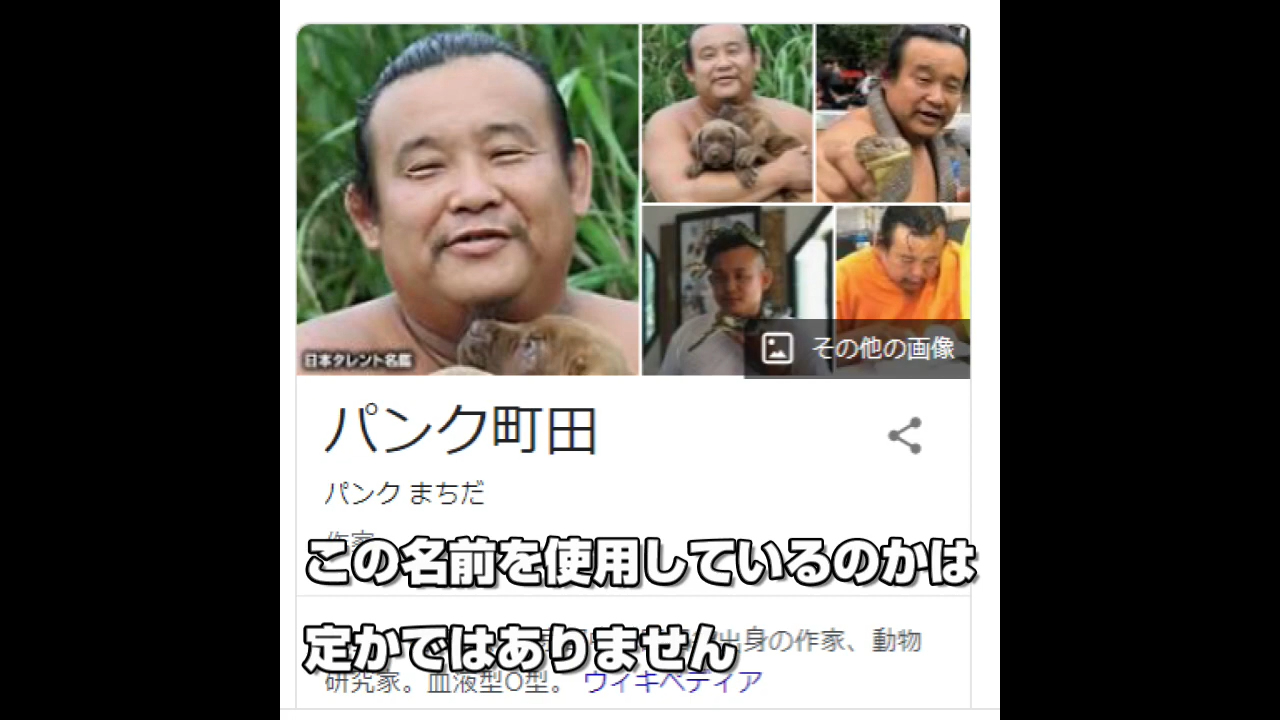 日本タレント名鑑
その他の画像
パンク町田
パンク まちだ
作家
この名前を使用しているのかは
定かではありません
出身の作家、動物
研究家。血液型O型。 ウィキペディア